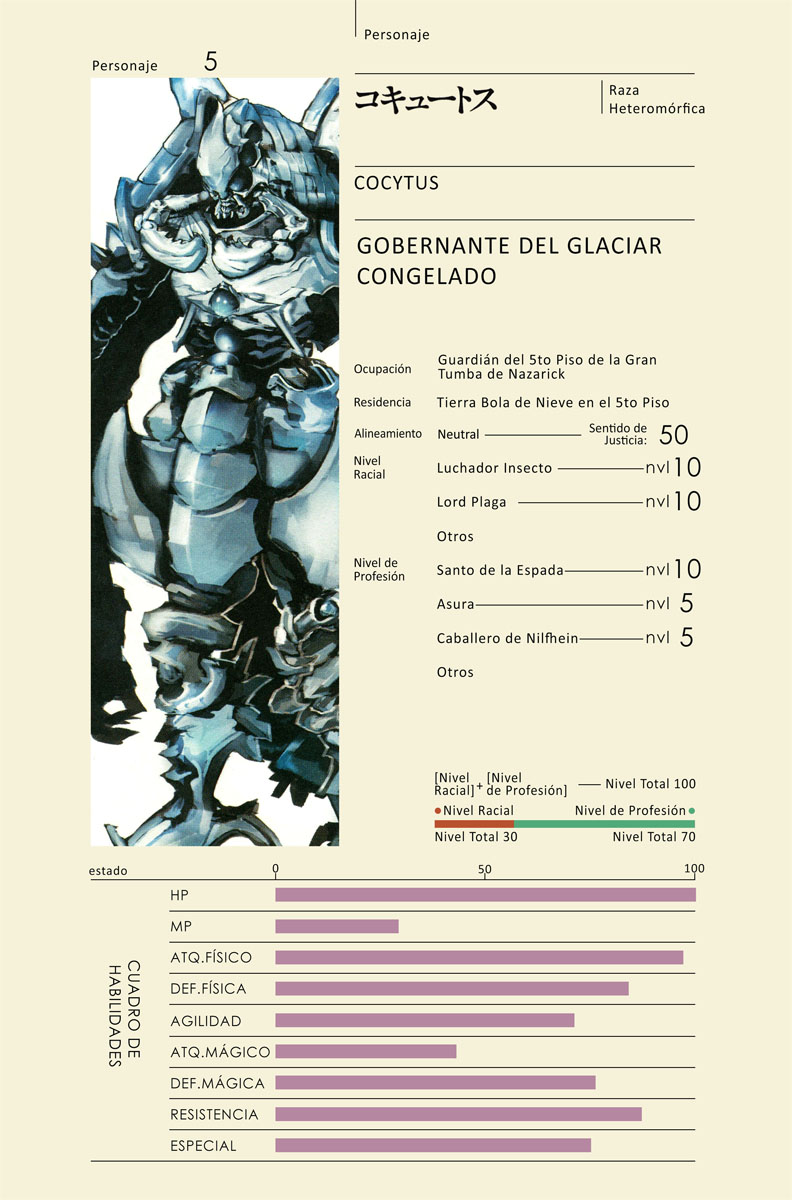 Personaje
Personaje 5
コキュートス
Raza
Heteromórfica
COCYTUS
GOBERNANTE DEL GLACIAR
CONGELADO
Ocupación
Guardián del 5to Piso de la Gran
Tumba de Nazarick
Residencia Tierra Bola de Nieve en el 5to Piso
Alineamiento Neutral Sentido de
Justicia: 50
Nivel
Racial
Luchador Insecto nvl 10
Lord Plaga nvl 10
Otros
Nivel de
Profesión
Santo de la Espada nvl 10
Asura nvl 5
Caballero de Nilfhein nvl 5
Otros
[Nivel
Racial] + [Nivel
de Profesión] Nivel Total 100
Nivel Racial Nivel de Profesión
Nivel Total 30 Nivel Total 70
estado 0 50 100
CUADRO DE
HABILIDADES
HP
MP
ATQ.FÍSICO
DEF.FÍSICA
AGILIDAD
ATQ.MÁGICO
DEF.MÁGICA
RESISTENCIA
ESPECIAL